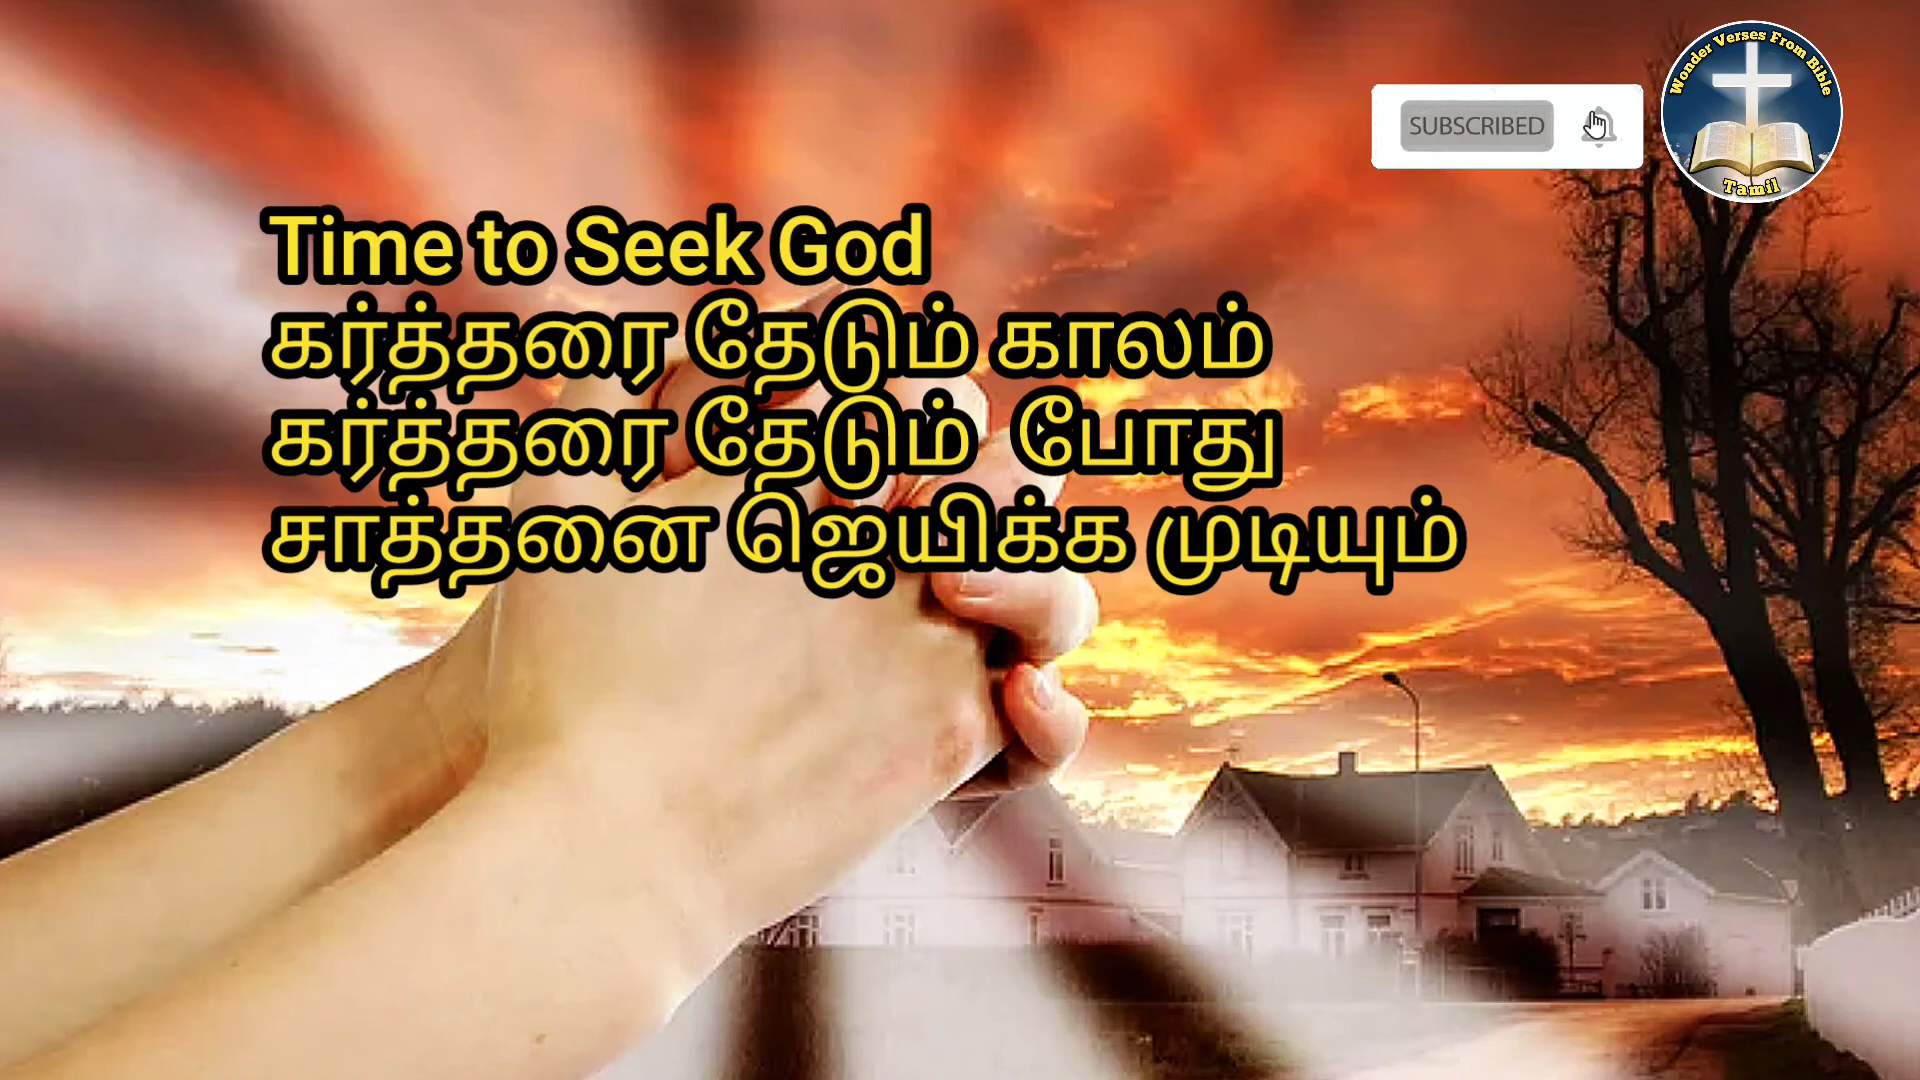 Wonder Verses From Bible
SUBSCRIBED
Tamil
Time to Seek God
கர்த்தரை தேடும் காலம்
கர்த்தரை தேடும் போது
சாத்தனை ஜெயிக்க முடியும்